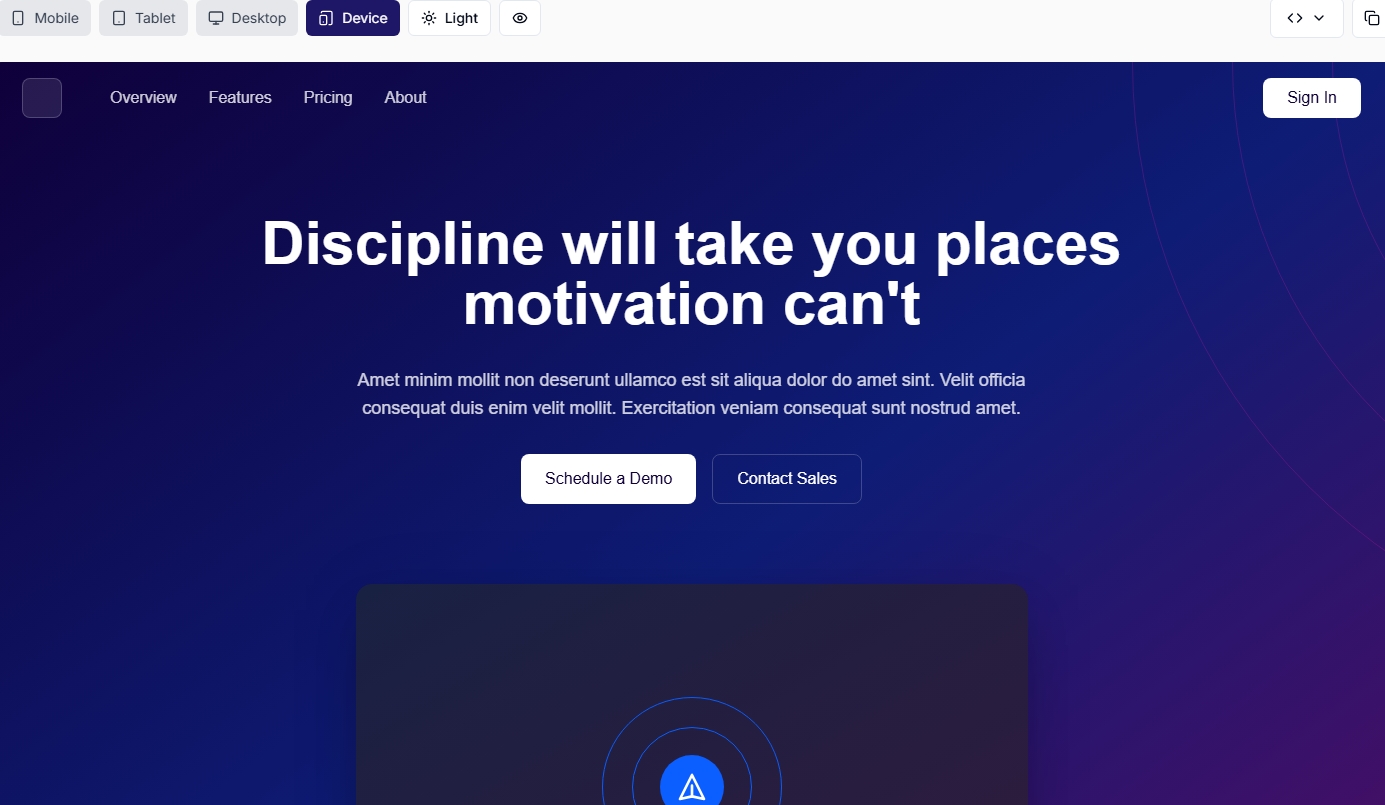 Mobile Tablet Desktop Device Light
Overview Features Pricing About Sign In
Discipline will take you places
motivation can't
Amet minim mollit non deserunt ullamco est sit aliqua dolor do amet sint. Velit officia
consequat duis enim velit mollit. Exercitation veniam consequat sunt nostrud amet.
Schedule a Demo Contact Sales